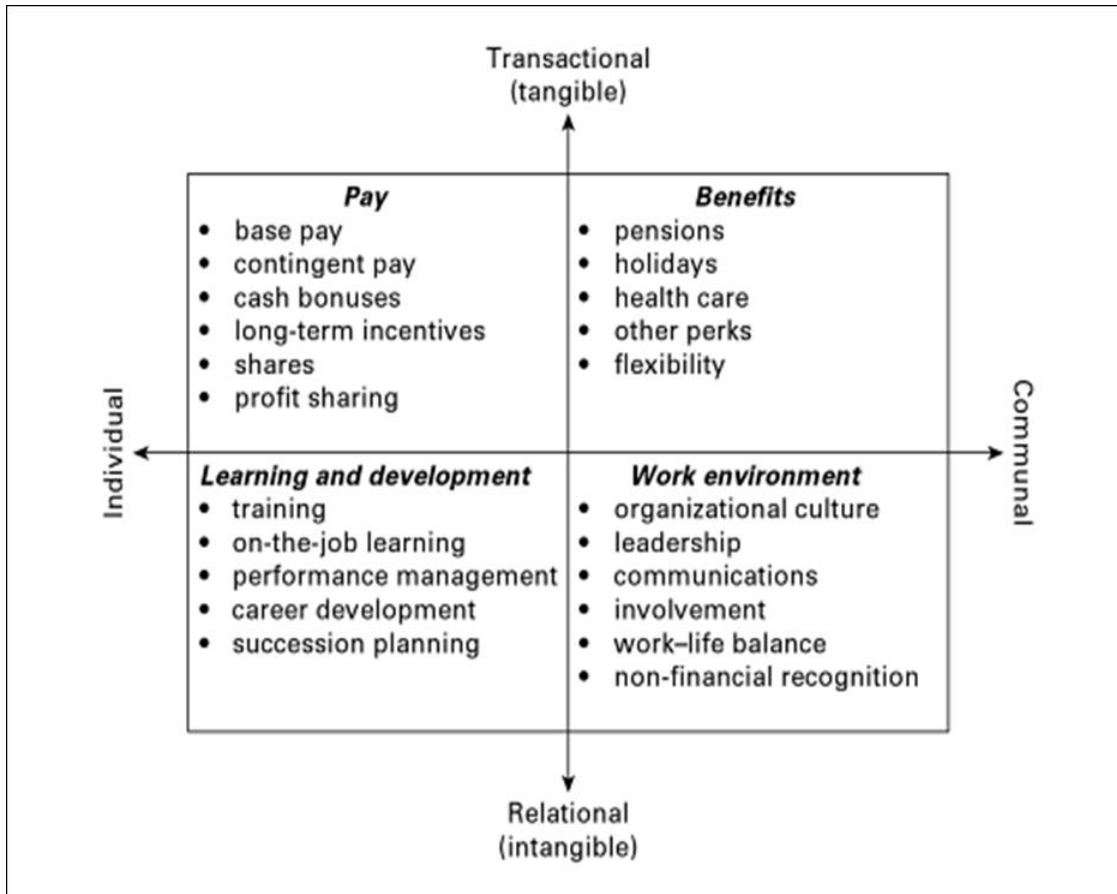 Transactional
(tangible)
Pay
• base pay
• contingent pay
• cash bonuses
• long-term incentives
• shares
• profit sharing
Benefits
• pensions
• holidays
• health care
• other perks
• flexibility
Individual
Communal
Learning and development
• training
• on-the-job learning
• performance management
• career development
• succession planning
Work environment
• organizational culture
• leadership
• communications
• involvement
• work–life balance
• non-financial recognition
Relational
(intangible)